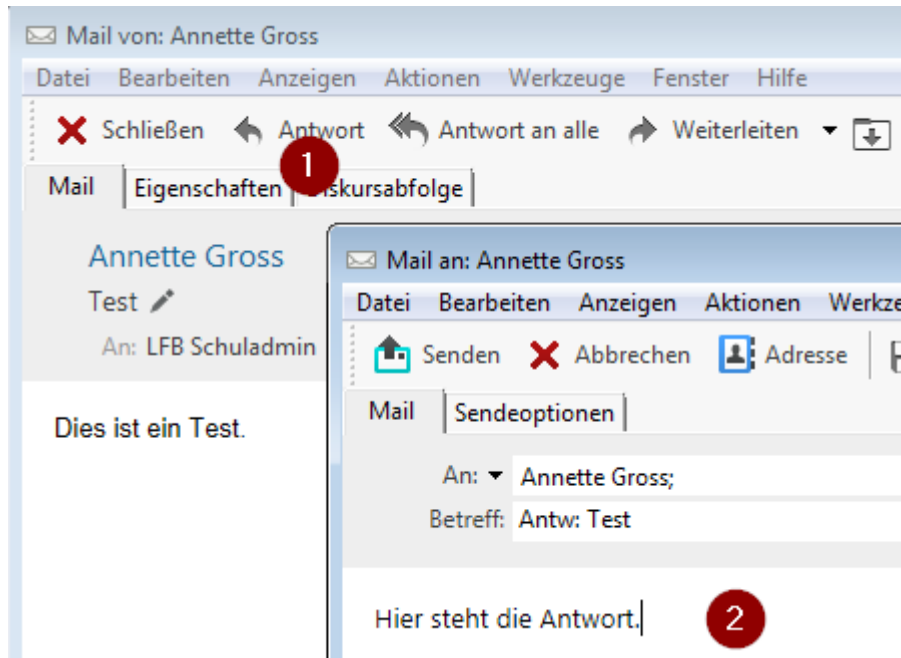 Mail von: Annette Gross
Datei Bearbeiten Anzeigen Aktionen Werkzeuge Fenster Hilfe
Schließen Antwort Antwort an alle Weiterleiten
1
Mail Eigenschaften Diskursabfolge
Annette Gross
Test
An: LFB Schuladmin
Dies ist ein Test.
Mail an: Annette Gross
Datei Bearbeiten Anzeigen Aktionen
Senden Abbrechen Adresse
Mail Sendeoptionen
An: Annette Gross;
Betreff: Antw: Test
Hier steht die Antwort.
2